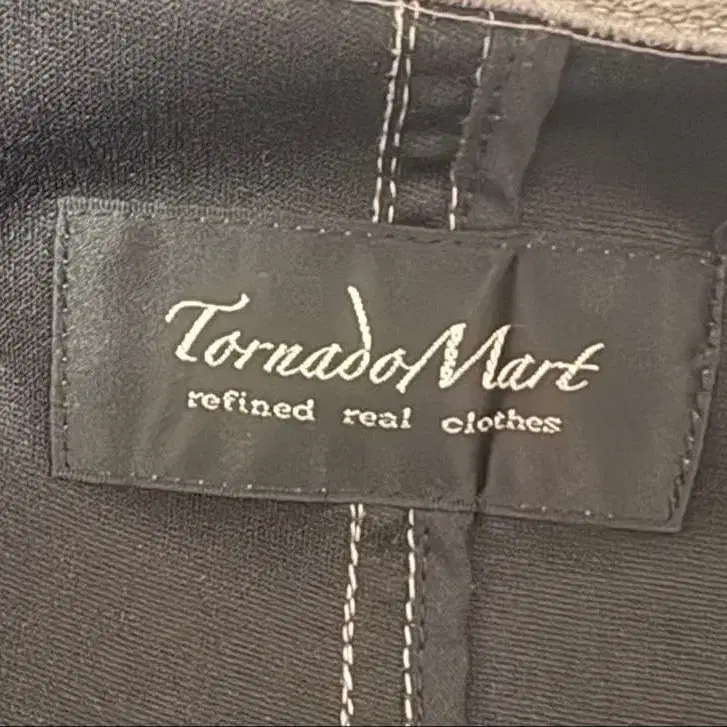 TornadoMart
refined real clothes